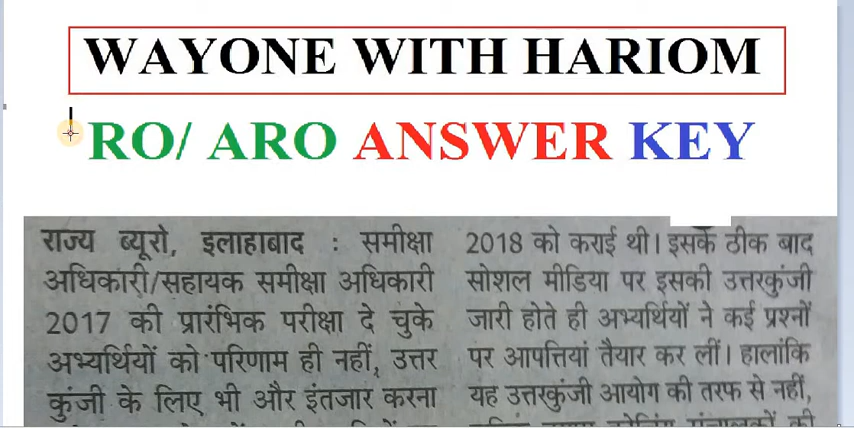 WAYONE WITH HARIOM
RO/ ARO ANSWER KEY
राज्य ब्यूरो, इलाहाबाद : समीक्षा
अधिकारी/सहायक समीक्षा अधिकारी
2017 की प्रारंभिक परीक्षा दे चुके
अभ्यर्थियों को परिणाम ही नहीं, उत्तर
कुंजी के लिए भी और इंतजार करना
2018 को कराई थी। इसके ठीक बाद
सोशल मीडिया पर इसकी उत्तरकुंजी
जारी होते ही अभ्यर्थियों ने कई प्रश्नों
पर आपत्तियां तैयार कर लीं। हालांकि
यह उत्तरकुंजी आयोग की तरफ से नहीं,